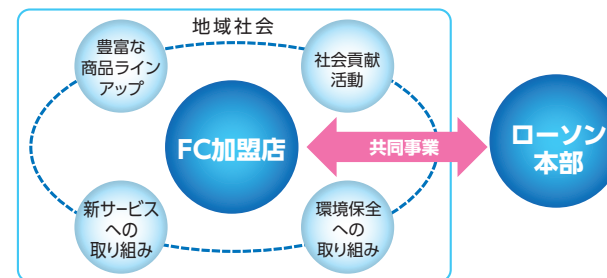 地域社会
豊富な
商品ライン
アップ
社会貢献
活動
FC加盟店
共同事業
ローソン
本部
新サービス
への
取り組み
環境保全
への
取り組み